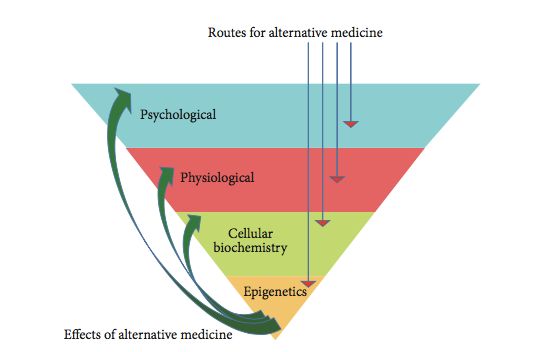 Routes for alternative medicine
Psychological
Physiological
Cellular
biochemistry
Epigenetics
Effects of alternative medicine